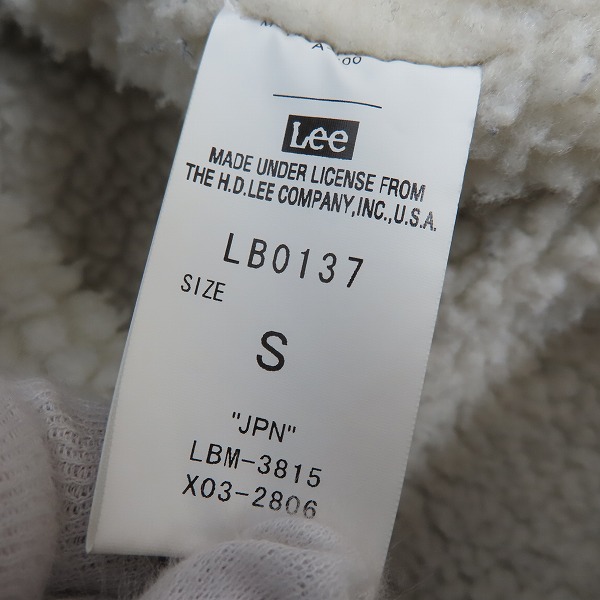 Lee
MADE UNDER LICENSE FROM
THE H.D.LEE COMPANY,INC.,U.S.A.
LB0137
SIZE
S
"JPN"
LBM-3815
X03-2806